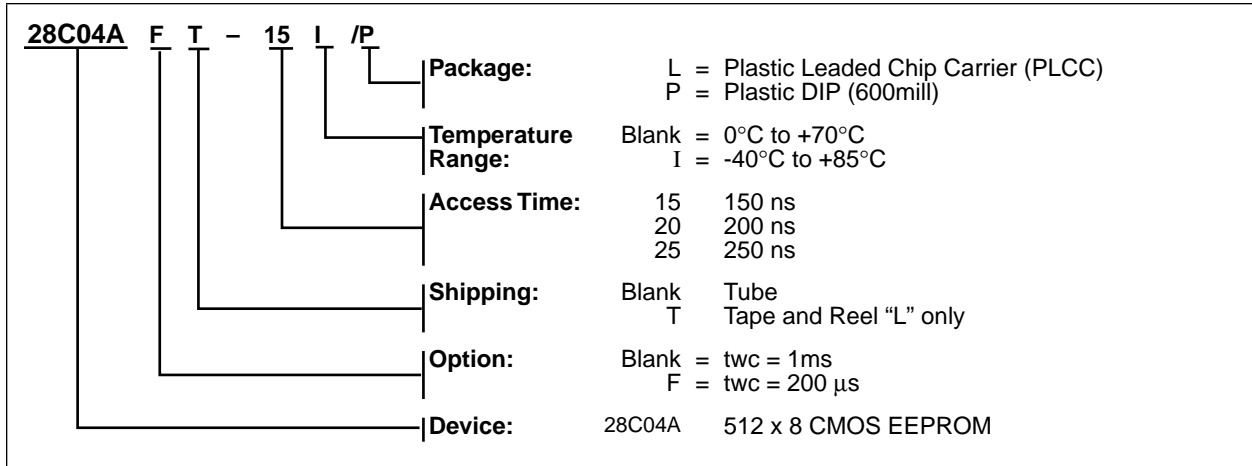 28C04A F T – 15 I /P
Package: L = Plastic Leaded Chip Carrier (PLCC)
P = Plastic DIP (600mill)
Temperature Blank = 0°C to +70°C
Range: I = -40°C to +85°C
Access Time: 15 150 ns
20 200 ns
25 250 ns
Shipping: Blank Tube
T Tape and Reel “L” only
Option: Blank = twc = 1ms
F = twc = 200 μs
Device: 28C04A 512 x 8 CMOS EEPROM